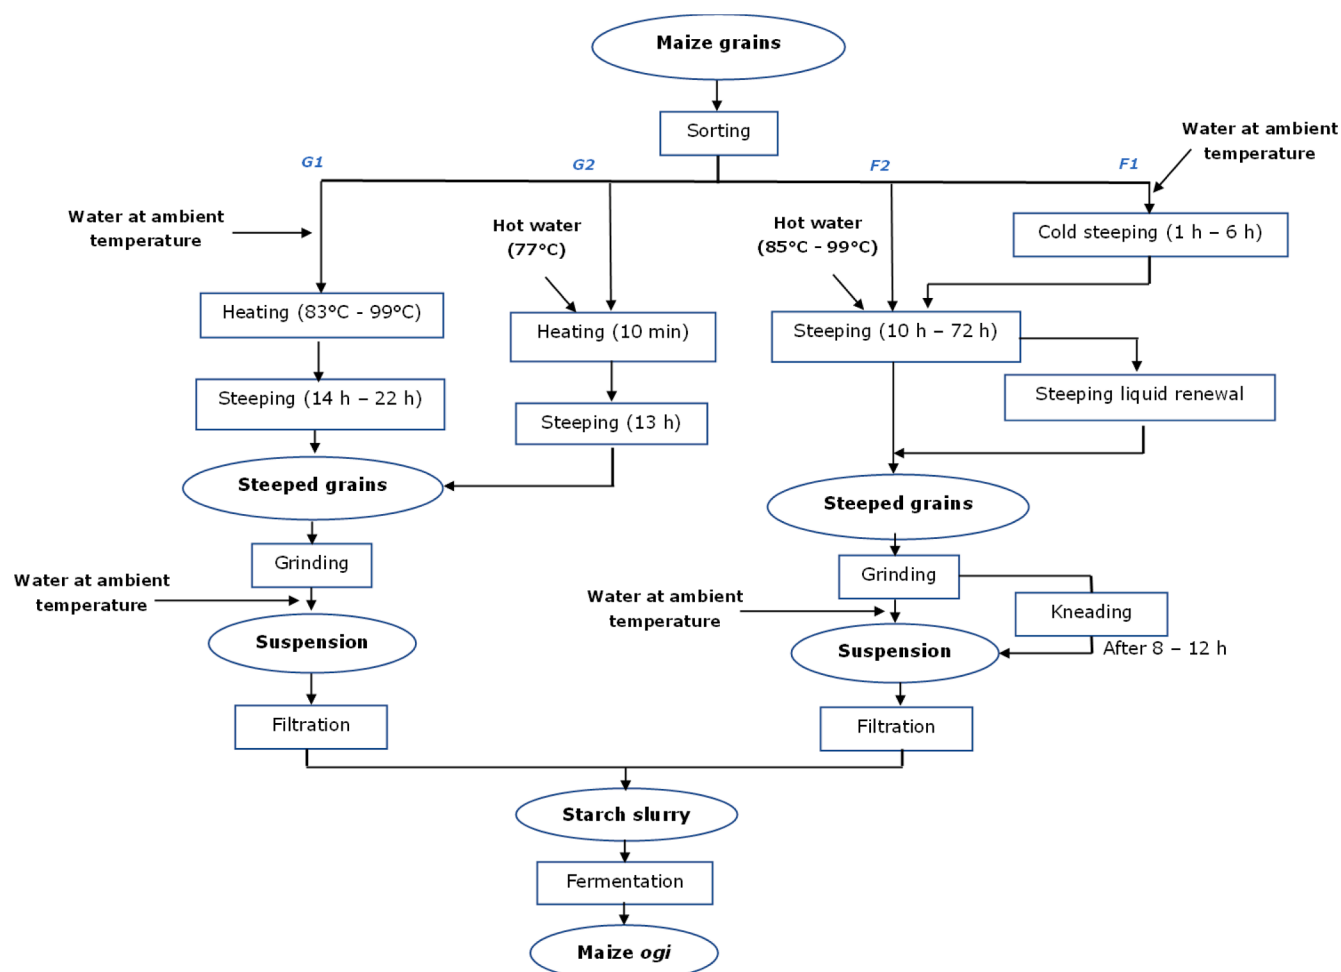 Maize grains
Sorting
Water at ambient
temperature
G1
G2
F2
F1
Water at ambient
temperature
Hot water
(77°C)
Hot water
(85°C - 99°C)
Cold steeping (1 h – 6 h)
Heating (83°C - 99°C)
Heating (10 min)
Steeping (10 h – 72 h)
Steeping (14 h – 22 h)
Steeping (13 h)
Steeping liquid renewal
Steeped grains
Steeped grains
Grinding
Grinding
Water at ambient
temperature
Water at ambient
temperature
Kneading
After 8 – 12 h
Suspension
Suspension
Filtration
Filtration
Starch slurry
Fermentation
Maize ogi